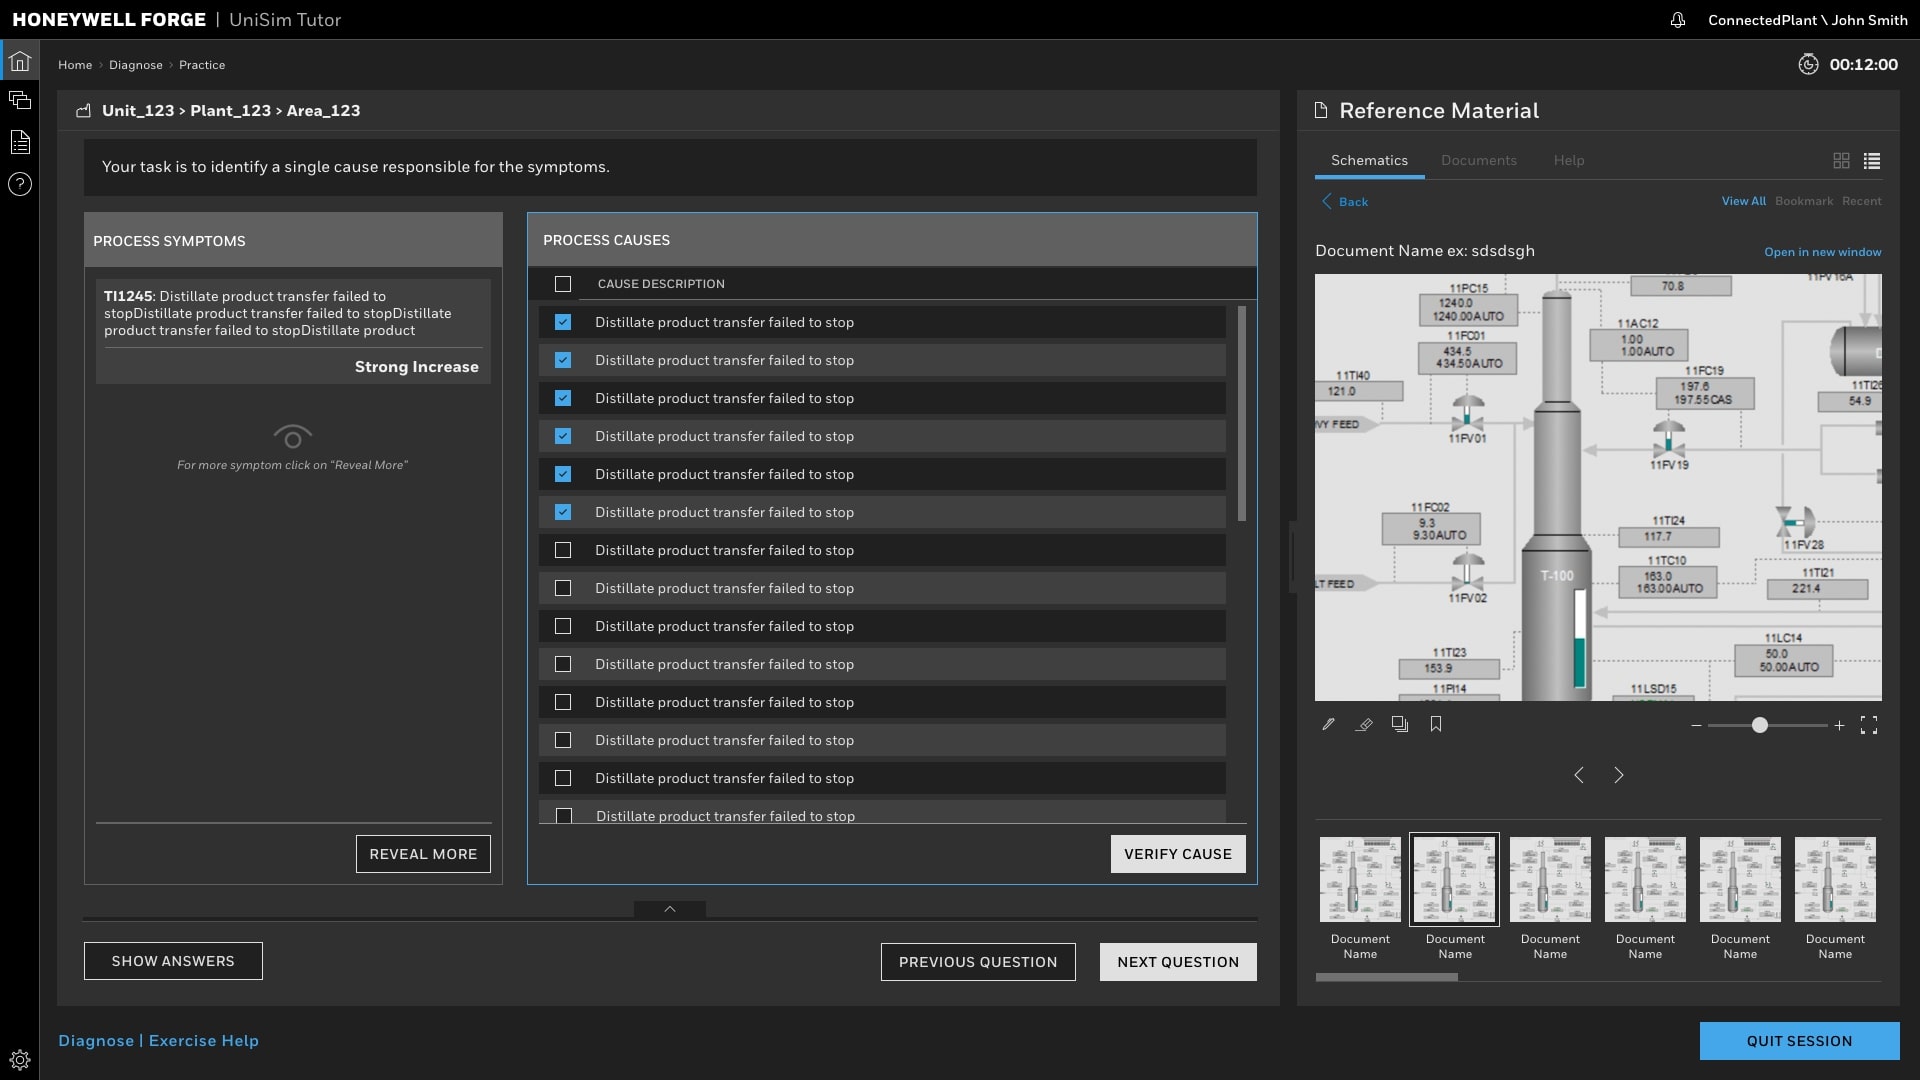 HONEYWELL FORGE | UniSim Tutor
ConnectedPlant \ John Smith
Home › Diagnose › Practice
00:12:00
Unit_123 > Plant_123 > Area_123
Your task is to identify a single cause responsible for the symptoms.
PROCESS SYMPTOMS
TI1245: Distillate product transfer failed to
stopDistillate product transfer failed to stopDistillate
product transfer failed to stopDistillate product
Strong Increase
For more symptom click on “Reveal More”
REVEAL MORE
PROCESS CAUSES
CAUSE DESCRIPTION
Distillate product transfer failed to stop
Distillate product transfer failed to stop
Distillate product transfer failed to stop
Distillate product transfer failed to stop
Distillate product transfer failed to stop
Distillate product transfer failed to stop
Distillate product transfer failed to stop
Distillate product transfer failed to stop
Distillate product transfer failed to stop
Distillate product transfer failed to stop
Distillate product transfer failed to stop
Distillate product transfer failed to stop
Distillate product transfer failed to stop
Distillate product transfer failed to stop
VERIFY CAUSE
SHOW ANSWERS
PREVIOUS QUESTION
NEXT QUESTION
Diagnose | Exercise Help
Reference Material
Schematics
Documents
Help
Back
View All
Bookmark
Recent
Document Name ex: sdsdsgh
Open in new window
11PC15
1240.0
1240.00AUTO
70.8
11FV16A
11FC01
434.5
434.50AUTO
11AC12
1.00
1.00AUTO
11TI40
121.0
11FC19
197.6
197.55CAS
54.9
VY FEED
11FV01
11FV19
11FC02
9.3
9.30AUTO
11TI24
117.7
11FV28
T-100
11TC10
163.0
163.00AUTO
11TI21
221.4
LT FEED
11FV02
11LC14
50.0
50.00AUTO
11TI23
153.9
11PI14
11LSD15
Document
Name
Document
Name
Document
Name
Document
Name
Document
Name
Document
Name
QUIT SESSION